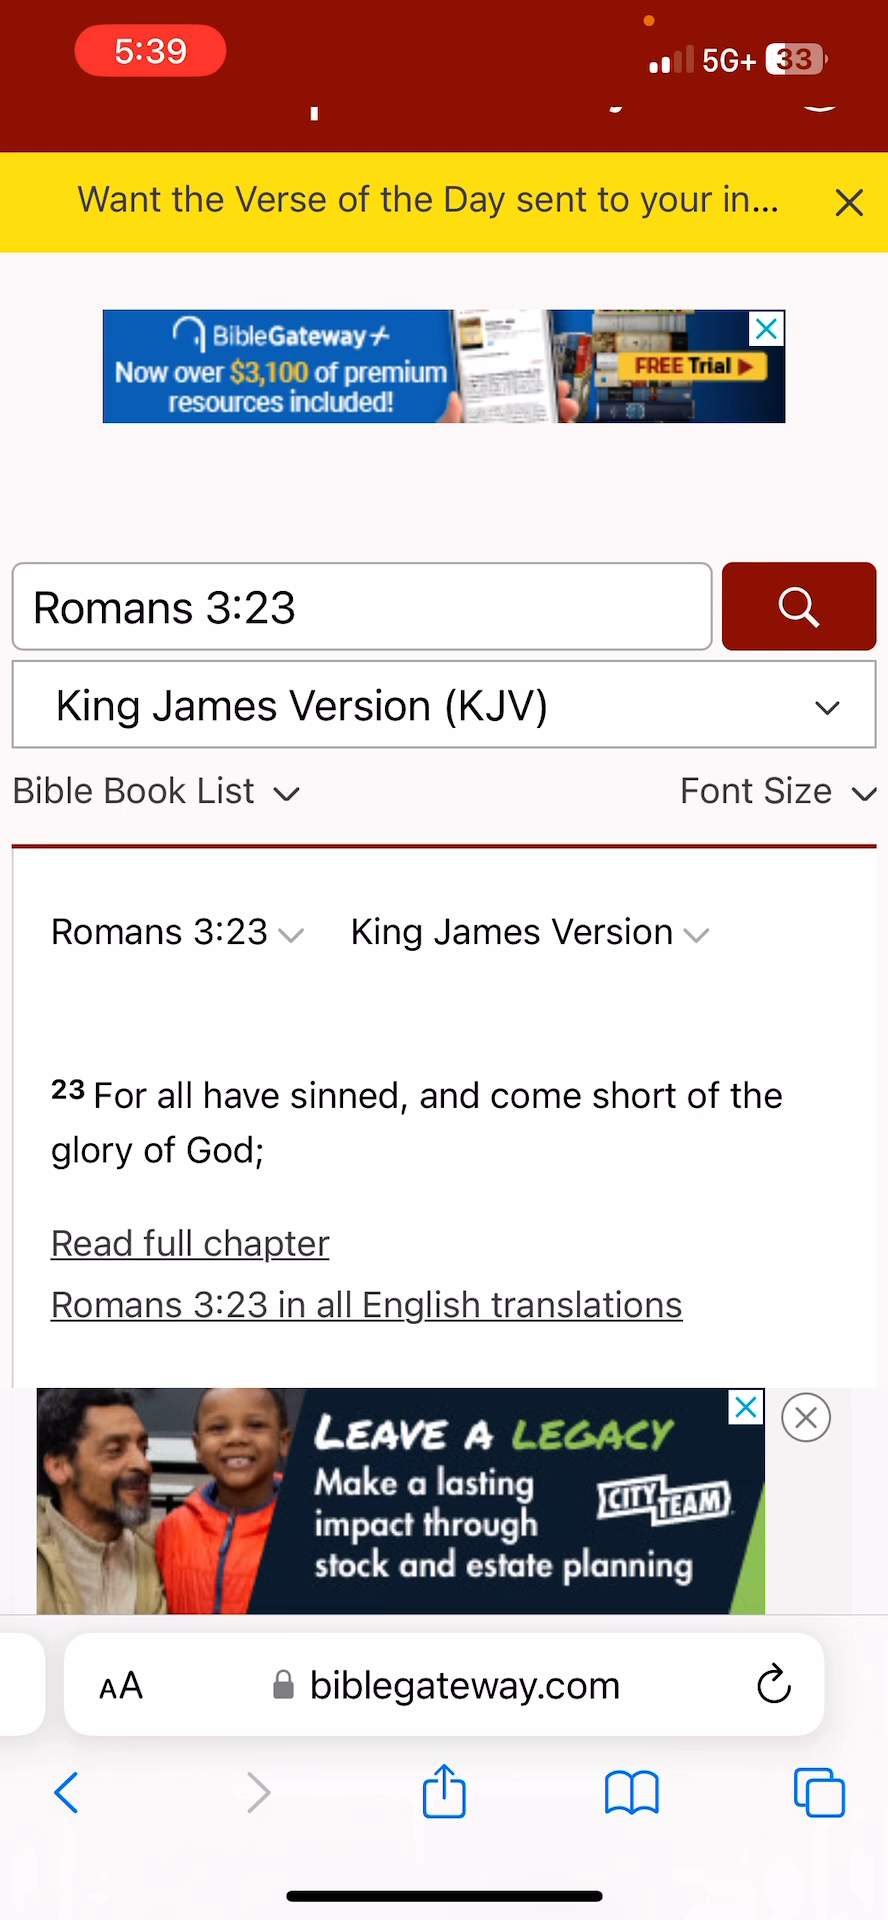 5:39
5G+ 33
Want the Verse of the Day sent to your in...
BibleGateway+
Now over $3,100 of premium
resources included!
FREE Trial
Romans 3:23
King James Version (KJV)
Bible Book List
Font Size
Romans 3:23
King James Version
23 For all have sinned, and come short of the
glory of God;
Read full chapter
Romans 3:23 in all English translations
LEAVE A LEGACY
Make a lasting
impact through
stock and estate planning
CITY TEAM
AA
biblegateway.com